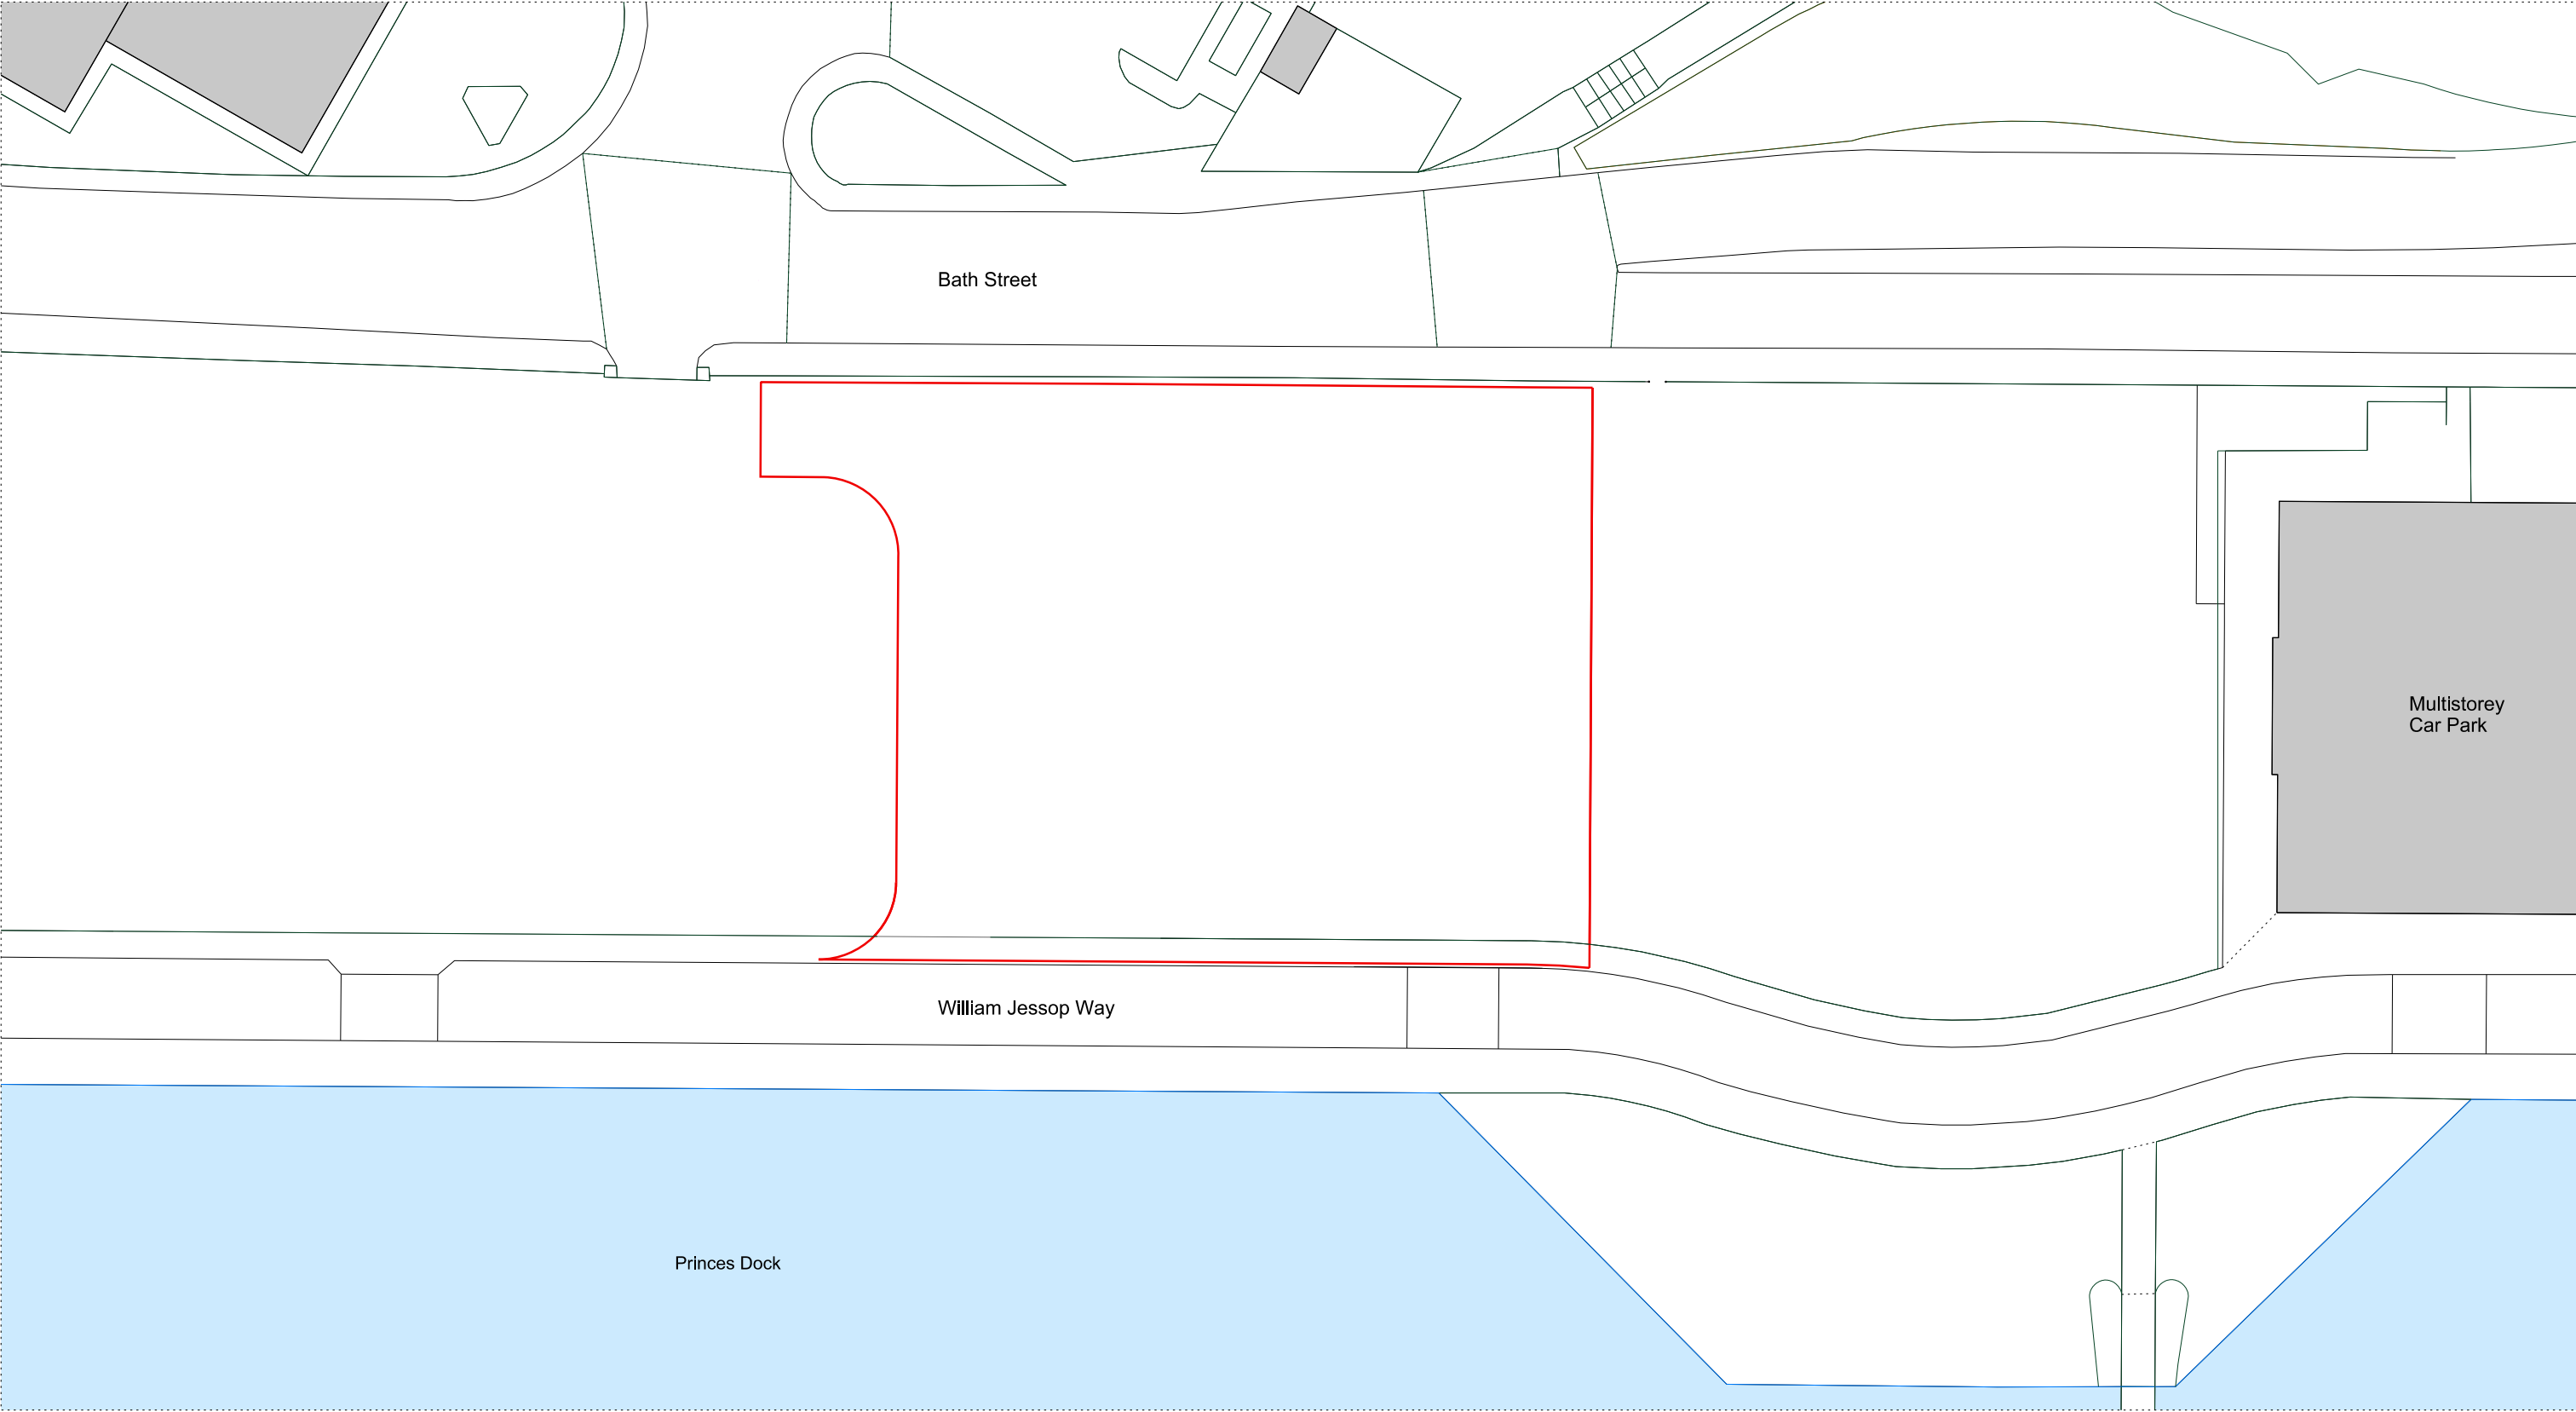 Bath Street
Multistorey
Car Park
William Jessop Way
Princes Dock